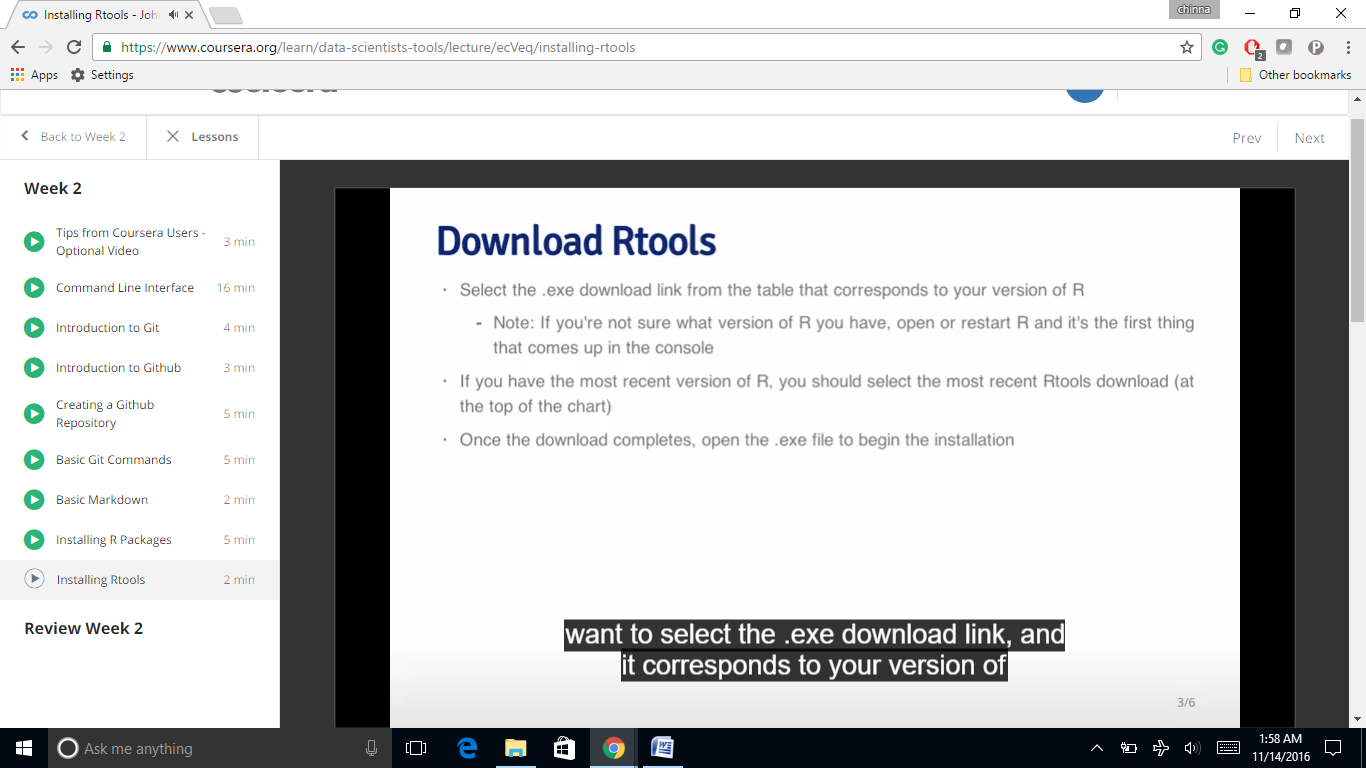 Installing Rtools - Joh
chinna
https://www.coursera.org/learn/data-scientists-tools/lecture/ecVeq/installing-rtools
2
Apps Settings Other bookmarks
Back to Week 2 Lessons Prev Next
Week 2
Tips from Coursera Users -
Optional Video 3 min
Command Line Interface 16 min
Introduction to Git 4 min
Introduction to Github 3 min
Creating a Github
Repository 5 min
Basic Git Commands 5 min
Basic Markdown 2 min
Installing R Packages 5 min
Installing Rtools 2 min
Review Week 2
Download Rtools
· Select the .exe download link from the table that corresponds to your version of R
- Note: If you're not sure what version of R you have, open or restart R and it's the first thing
that comes up in the console
· If you have the most recent version of R, you should select the most recent Rtools download (at
the top of the chart)
· Once the download completes, open the .exe file to begin the installation
want to select the .exe download link, and
it corresponds to your version of
3/6
Ask me anything
1:58 AM
11/14/2016